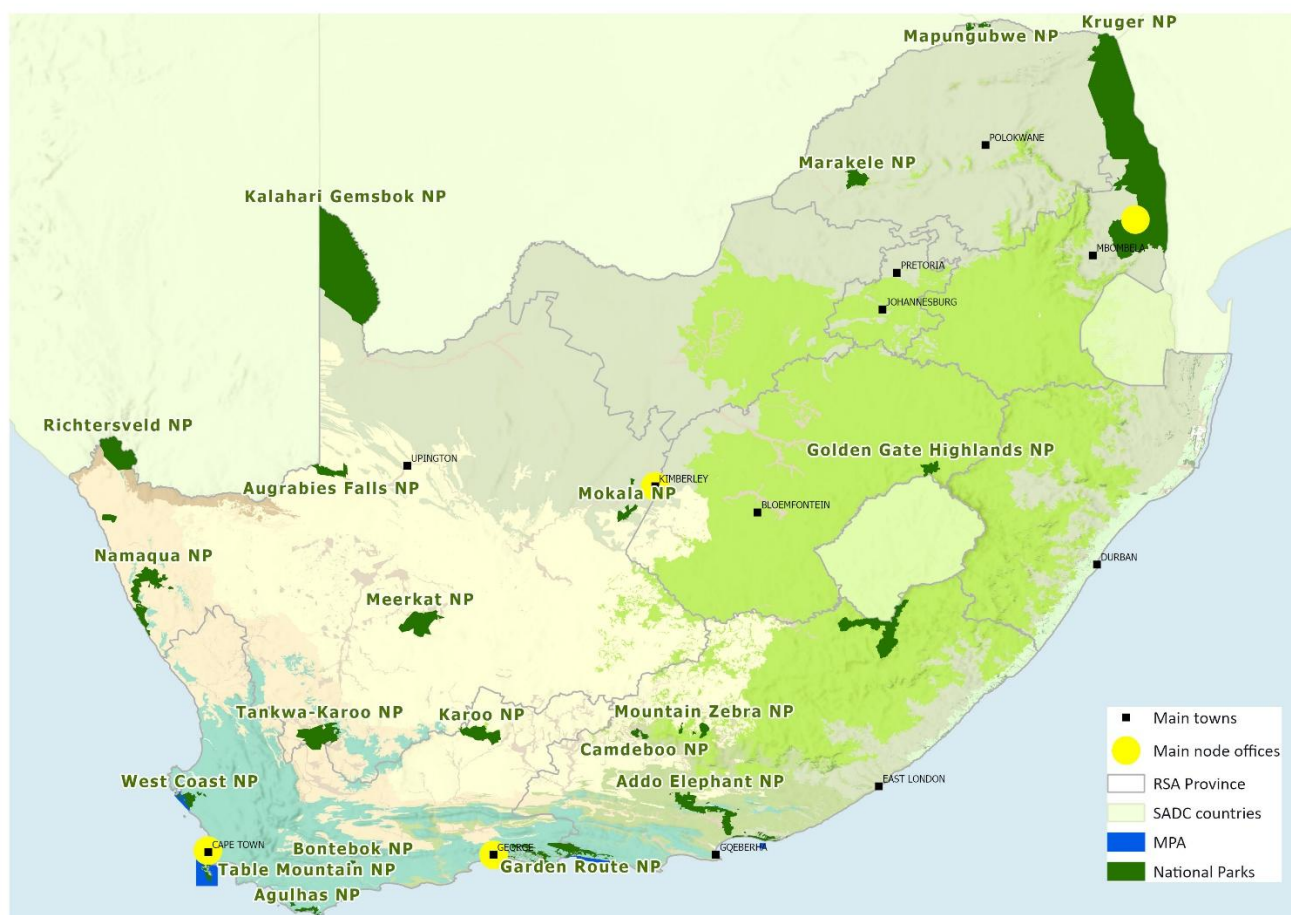 Kruger NP
Mapungubwe NP
POLOKWANE
Marakele NP
Kalahari Gemsbok NP
MBOMBELA
PRETORIA
JOHANNESBURG
Richtersveld NP
Golden Gate Highlands NP
UPINGTON
Augrabies Falls NP
KIMBERLEY
Mokala NP
BLOEMFONTEIN
Namaqua NP
DURBAN
Meerkat NP
Tankwa-Karoo NP
Karoo NP
Mountain Zebra NP
Camdeboo NP
West Coast NP
Addo Elephant NP
EAST LONDON
CAPE TOWN
Bontebok NP
GEORGE
GQEBERHA
Table Mountain NP
Garden Route NP
Agulhas NP
Main towns
Main node offices
RSA Province
SADC countries
MPA
National Parks